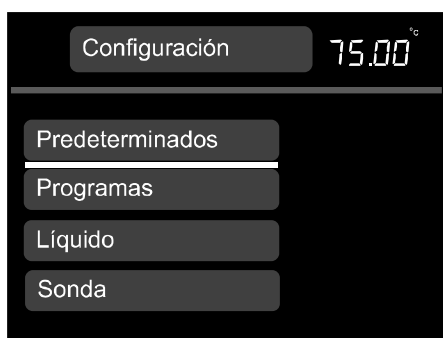 Configuración 75.00°C
Predeterminados
Programas
Líquido
Sonda